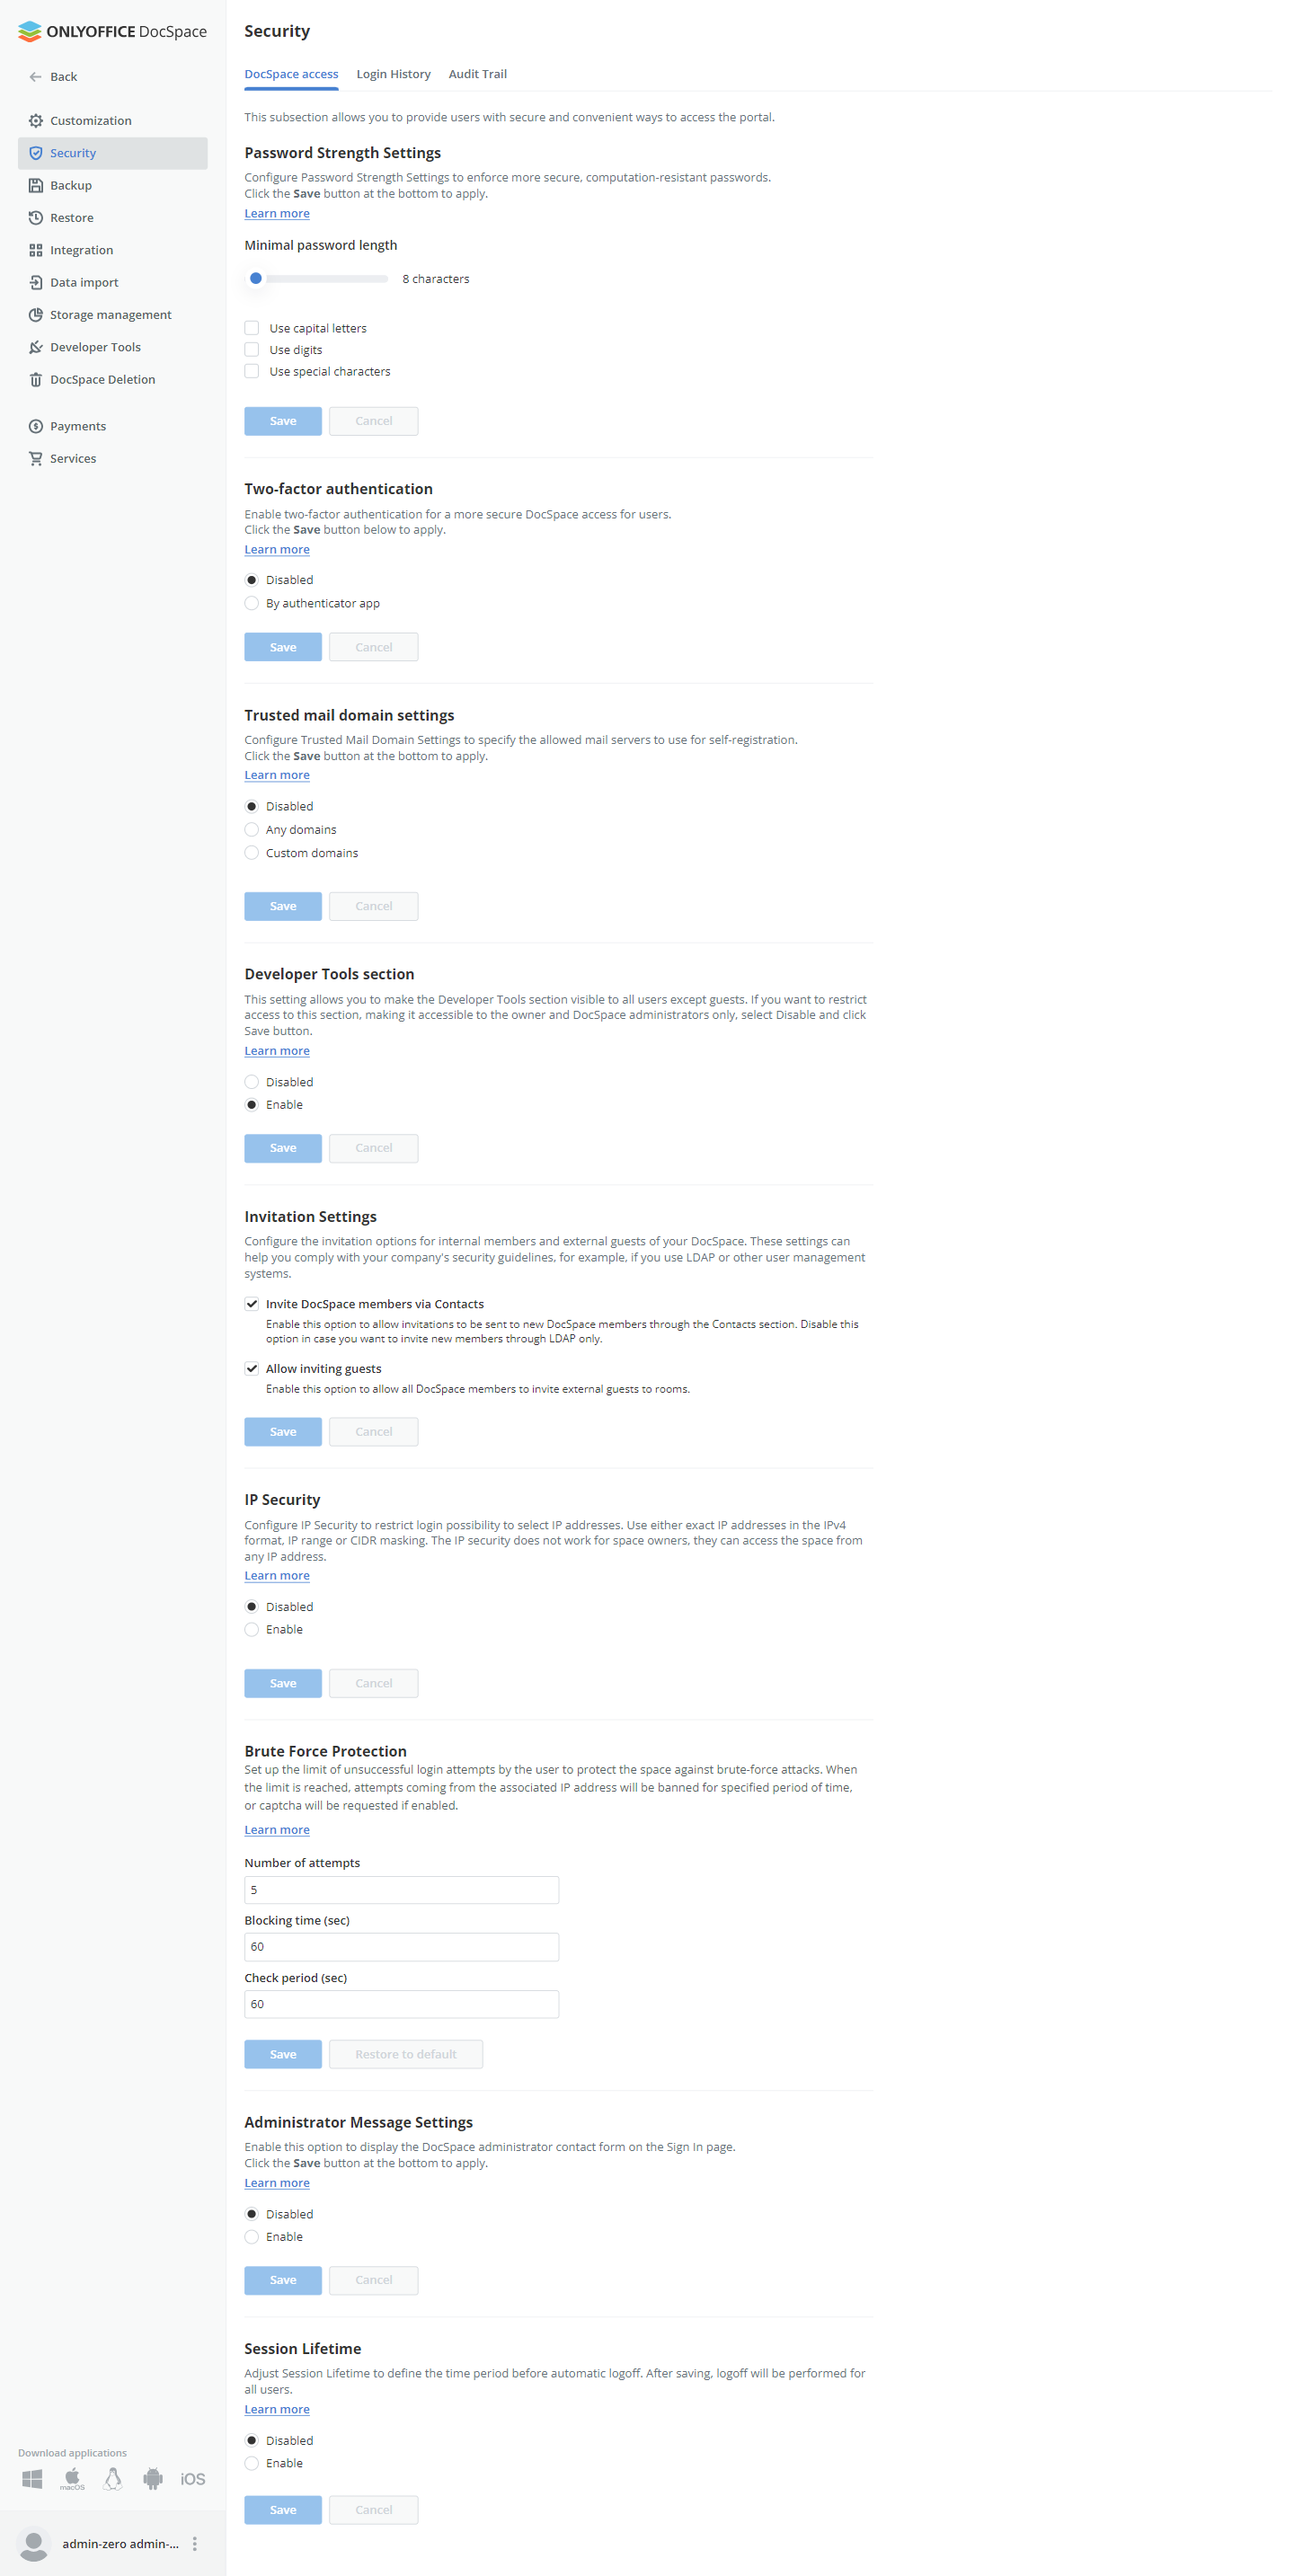 ONLYOFFICE DocSpace
Back
Customization
Security
Backup
Restore
Integration
Data import
Storage management
Developer Tools
DocSpace Deletion
Payments
Services
Download applications
macOS
iOS
admin-zero admin-...
Security
DocSpace access
Login History
Audit Trail
This subsection allows you to provide users with secure and convenient ways to access the portal.
Password Strength Settings
Configure Password Strength Settings to enforce more secure, computation-resistant passwords.
Click the Save button at the bottom to apply.
Learn more
Minimal password length
8 characters
Use capital letters
Use digits
Use special characters
Save
Cancel
Two-factor authentication
Enable two-factor authentication for a more secure DocSpace access for users.
Click the Save button below to apply.
Learn more
Disabled
By authenticator app
Save
Cancel
Trusted mail domain settings
Configure Trusted Mail Domain Settings to specify the allowed mail servers to use for self-registration.
Click the Save button at the bottom to apply.
Learn more
Disabled
Any domains
Custom domains
Save
Cancel
Developer Tools section
This setting allows you to make the Developer Tools section visible to all users except guests. If you want to restrict
access to this section, making it accessible to the owner and DocSpace administrators only, select Disable and click
Save button.
Learn more
Disabled
Enable
Save
Cancel
Invitation Settings
Configure the invitation options for internal members and external guests of your DocSpace. These settings can
help you comply with your company's security guidelines, for example, if you use LDAP or other user management
systems.
Invite DocSpace members via Contacts
Enable this option to allow invitations to be sent to new DocSpace members through the Contacts section. Disable this
option in case you want to invite new members through LDAP only.
Allow inviting guests
Enable this option to allow all DocSpace members to invite external guests to rooms.
Save
Cancel
IP Security
Configure IP Security to restrict login possibility to select IP addresses. Use either exact IP addresses in the IPv4
format, IP range or CIDR masking. The IP security does not work for space owners, they can access the space from
any IP address.
Learn more
Disabled
Enable
Save
Cancel
Brute Force Protection
Set up the limit of unsuccessful login attempts by the user to protect the space against brute-force attacks. When
the limit is reached, attempts coming from the associated IP address will be banned for specified period of time,
or captcha will be requested if enabled.
Learn more
Number of attempts
5
Blocking time (sec)
60
Check period (sec)
60
Save
Restore to default
Administrator Message Settings
Enable this option to display the DocSpace administrator contact form on the Sign In page.
Click the Save button at the bottom to apply.
Learn more
Disabled
Enable
Save
Cancel
Session Lifetime
Adjust Session Lifetime to define the time period before automatic logoff. After saving, logoff will be performed for
all users.
Learn more
Disabled
Enable
Save
Cancel